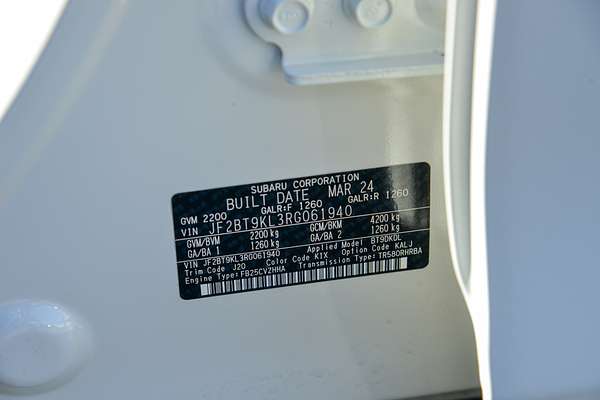 SUBARU CORPORATION
BUILT DATE MAR 24
GVM 2200 GALR:F 1260 GALR:R 1260
VIN JF2BT9KL3RG061940
GVM/BVM 2200 kg GCM/BKM 4200 kg
GA/BA 1 1260 kg GA/BA 2 1260 kg
VIN JF2BT9KL3RG061940 Applied Model BT9DKDL
Trim Code J20 Color Code K1X Option Code KALJ
Engine Type FB25CVZHHA Transmission Type TR580RHRBA